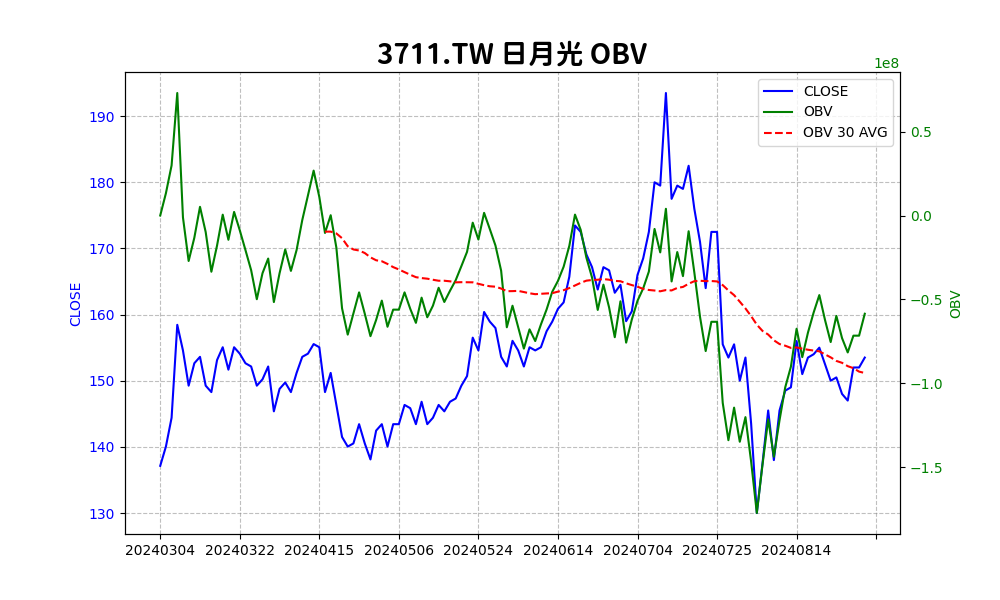 3711.TW 日月光 OBV
1e8
CLOSE
OBV
OBV 30 AVG
190
180
170
160
150
140
130
CLOSE
0.5
0.0
−0.5
−1.0
−1.5
OBV
20240304 20240322 20240415 20240506 20240524 20240614 20240704 20240725 20240814